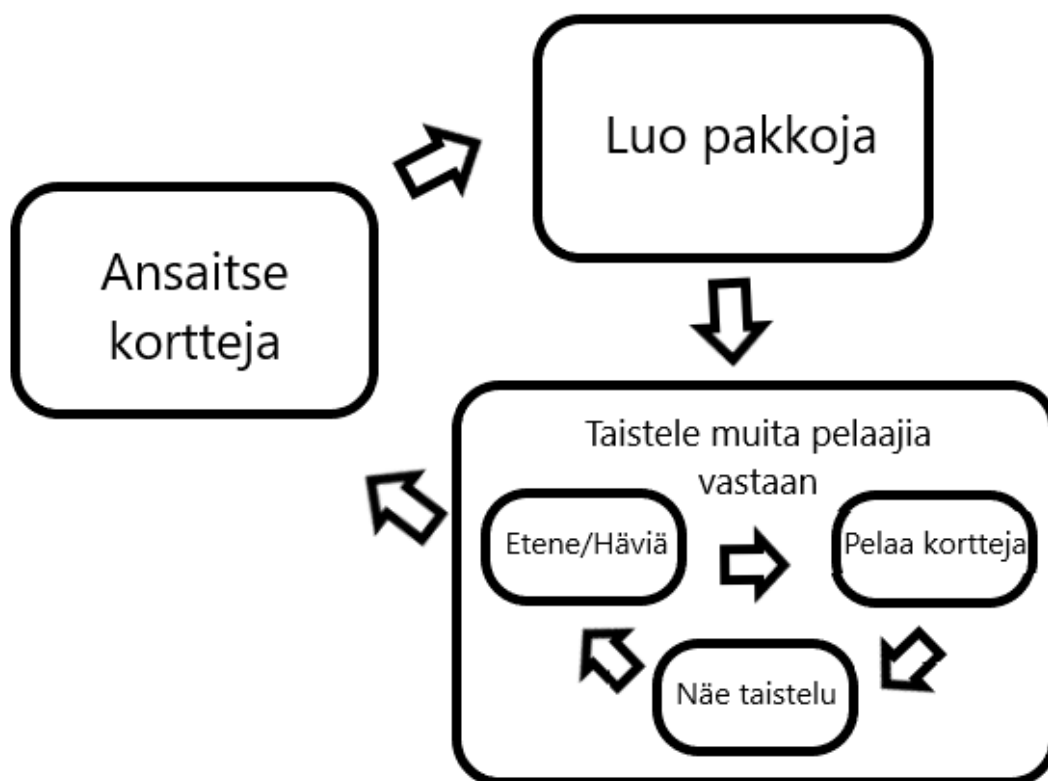 Luo pakkoja
Ansaitse
kortteja
Taistele muita pelaajia
vastaan
Etene/Häviä
Pelaa kortteja
Näe taistelu